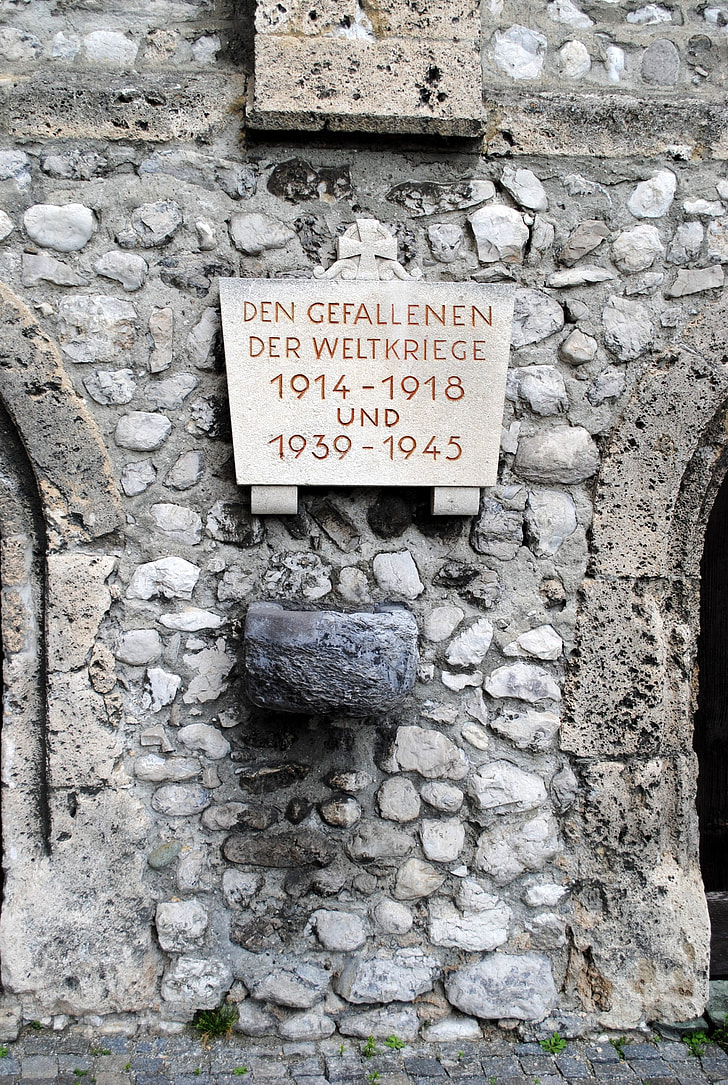 DEN GEFALLENEN
DER WELTKRIEGE
1914-1918
UND
1939-1945